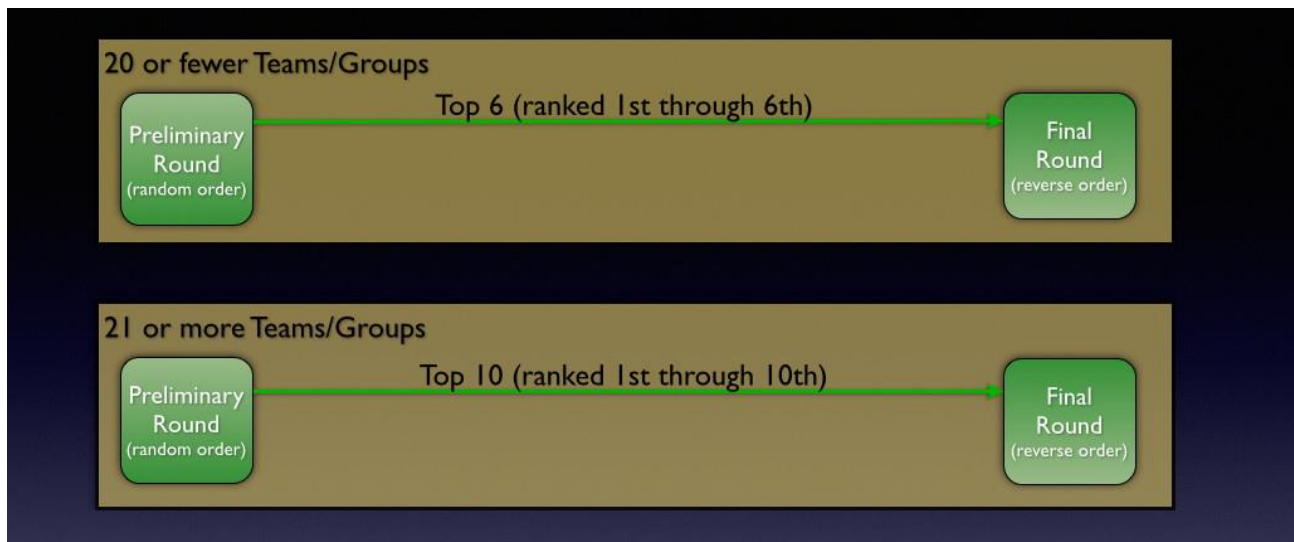 20 or fewer Teams/Groups
Top 6 (ranked 1st through 6th)
Preliminary
Round
(random order)
Final
Round
(reverse order)
21 or more Teams/Groups
Top 10 (ranked 1st through 10th)
Preliminary
Round
(random order)
Final
Round
(reverse order)